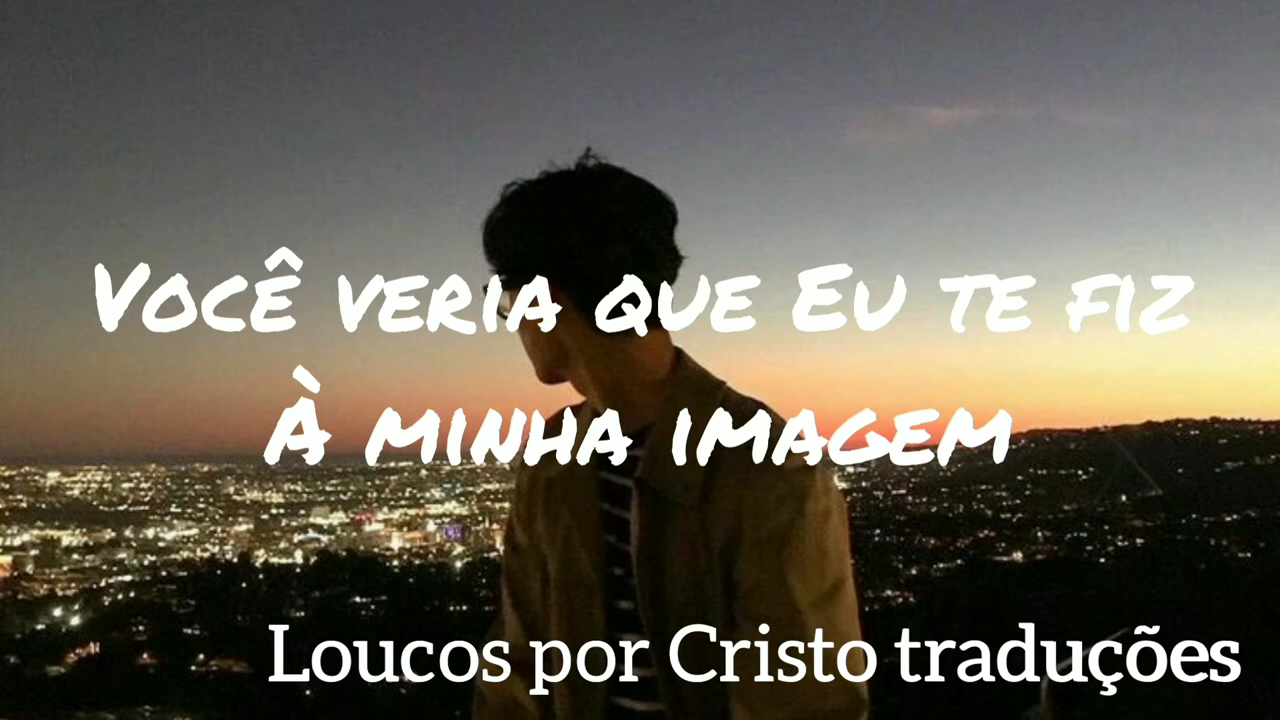 Você veria que Eu te fiz
À minha imagem
Loucos por Cristo traduções